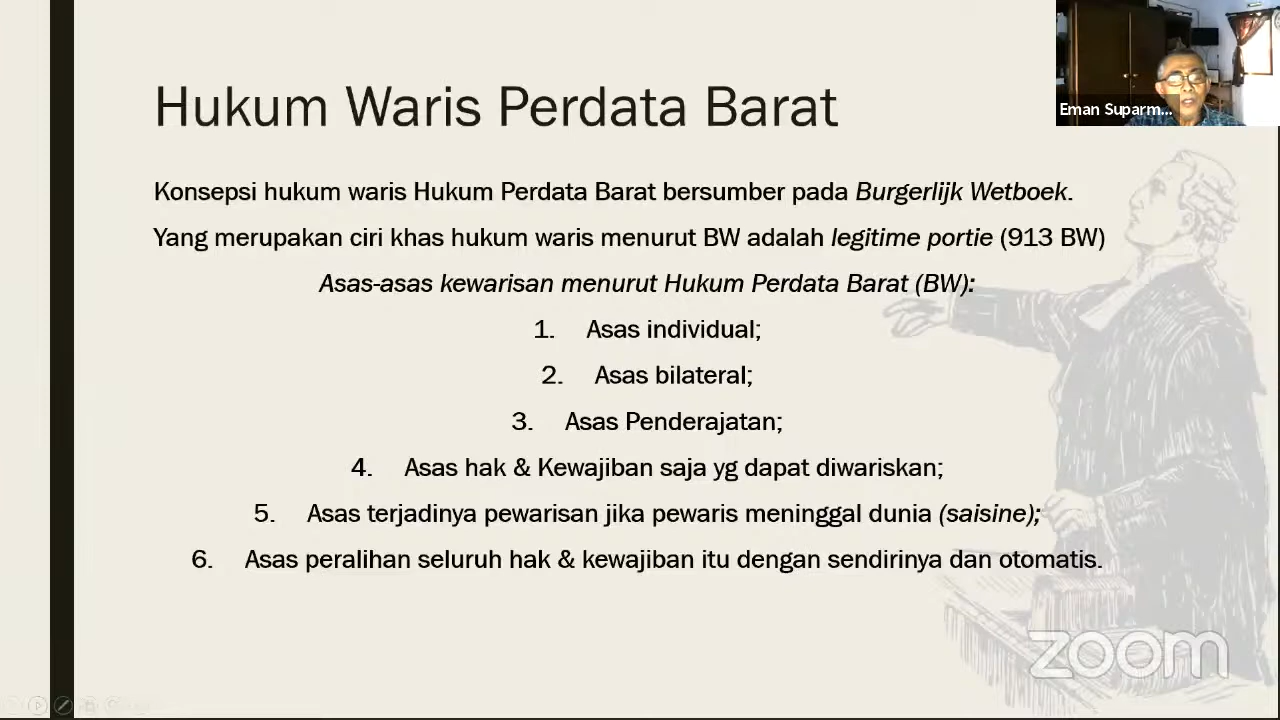 Hukum Waris Perdata Barat
Eman Suparm...
Konsepsi hukum waris Hukum Perdata Barat bersumber pada Burgerlijk Wetboek.
Yang merupakan ciri khas hukum waris menurut BW adalah legitime portie (913 BW)
Asas-asas kewarisan menurut Hukum Perdata Barat (BW):
1. Asas individual;
2. Asas bilateral;
3. Asas Penderajatan;
4. Asas hak & Kewajiban saja yg dapat diwariskan;
5. Asas terjadinya pewarisan jika pewaris meninggal dunia (saisine);
6. Asas peralihan seluruh hak & kewajiban itu dengan sendirinya dan otomatis.
zoom